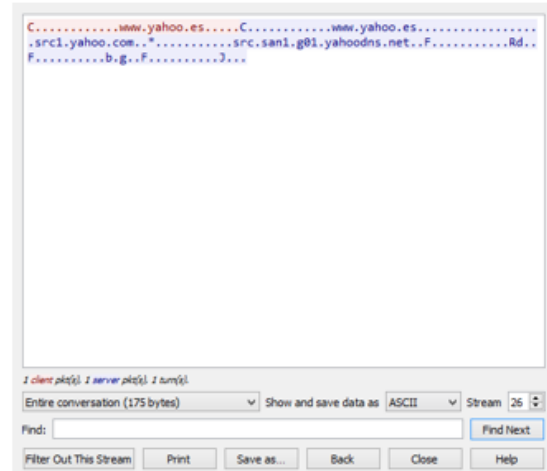 C............www.yahoo.es.....C............www.yahoo.es.................
.src1.yahoo.com..*...........src.san1.g01.yahoodns.net..F...........Rd..
F..........b.g..F..........J...
1 client pkt(s), 1 server pkt(s), 1 turn(s).
Entire conversation (175 bytes) Show and save data as ASCII Stream 26
Find: Find Next
Filter Out This Stream Print Save as... Back Close Help